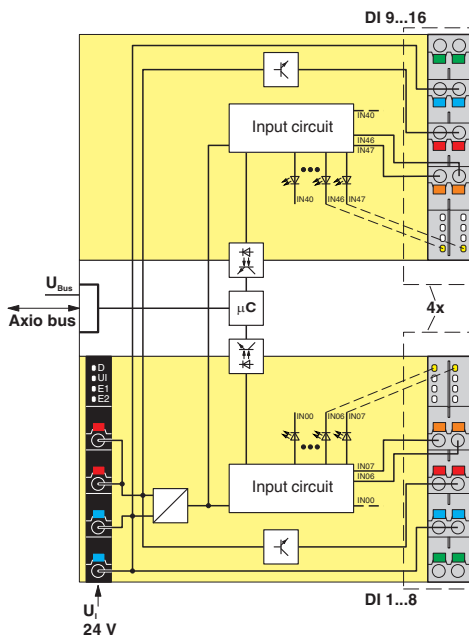 DI 9...16
IN40
Input circuit
IN46
IN47
IN40
IN46
IN47
UBus
µC
Axio bus
4x
D
UI
E1
E2
IN00
IN06
IN07
IN07
Input circuit
IN06
IN00
UI
24 V
DI 1...8